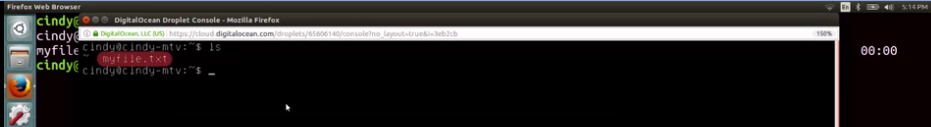 Firefox Web Browser
En
5:14 PM
cindy@
DigitalOcean Droplet Console - Mozilla Firefox
cindy
DigitalOcean, LLC (US)
https://cloud.digitalocean.com/droplets/65606140/console?no_layout=true&i=3eb2cb
150%
myfile
cindy@cindy-mtv:~$ ls
00:00
myfile.txt
cindy@
cindy@cindy-mtv:~$ _